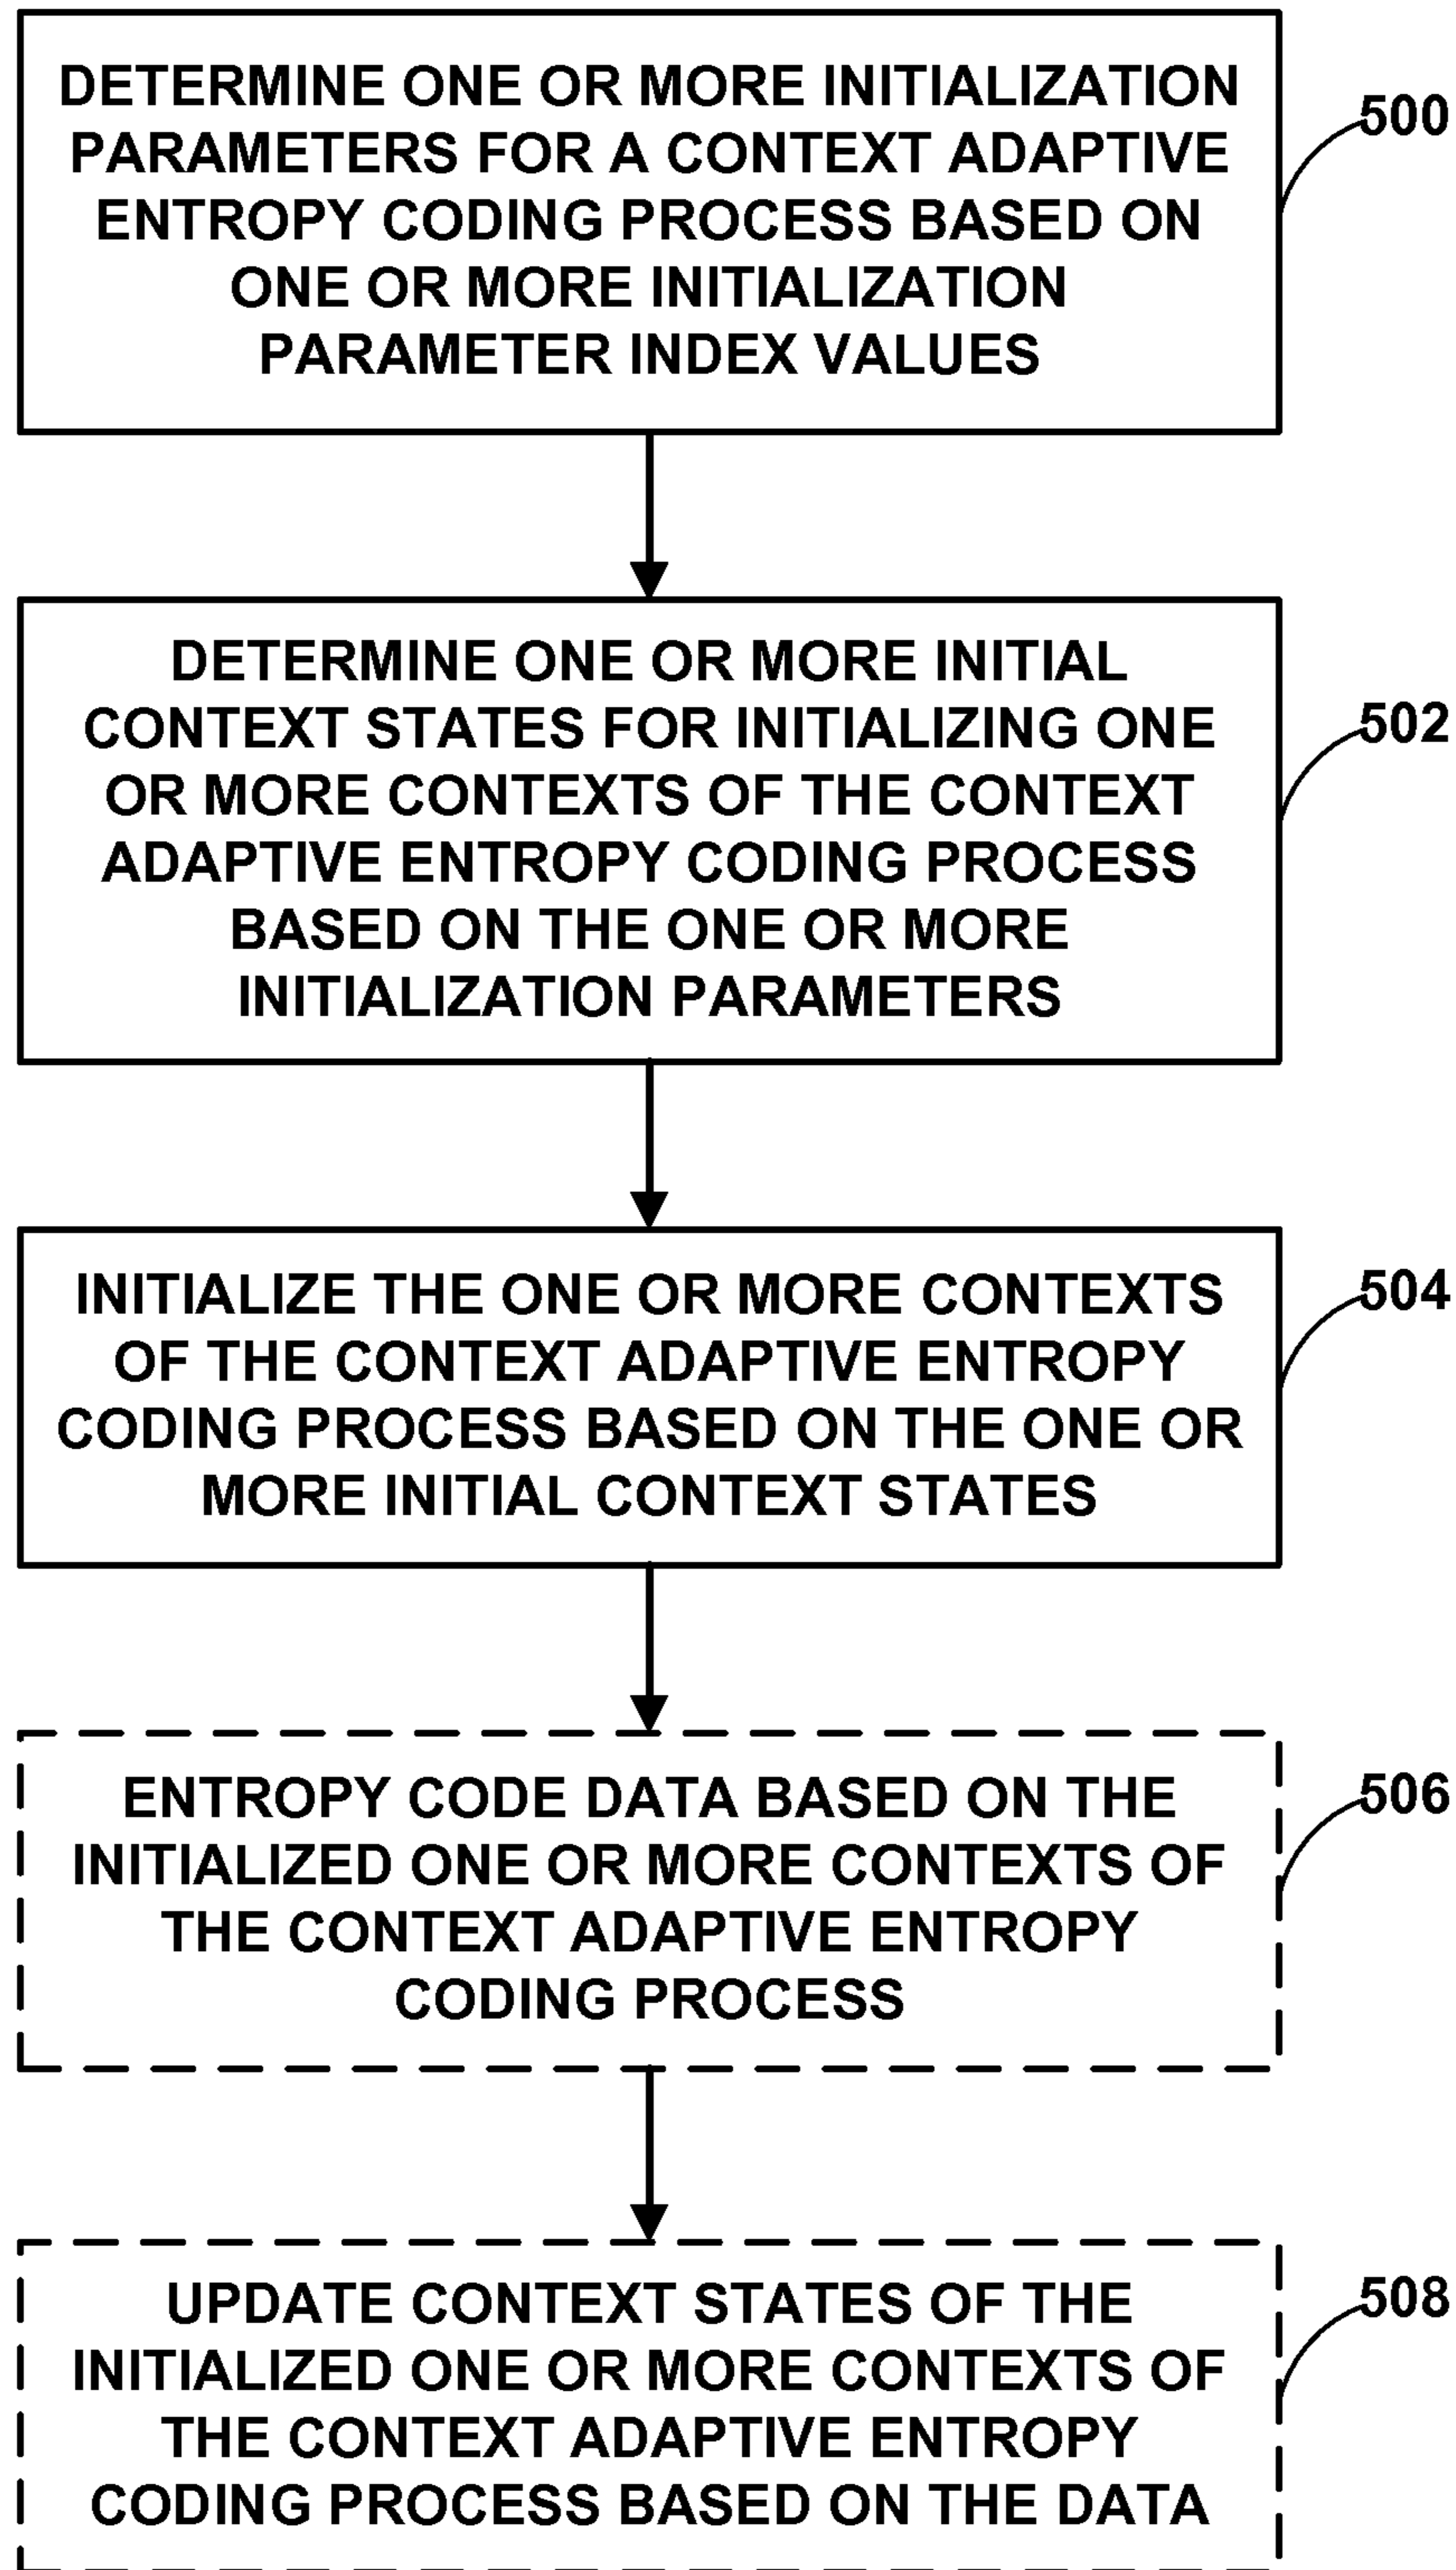 DETERMINE ONE OR MORE INITIALIZATION
PARAMETERS FOR A CONTEXT ADAPTIVE
ENTROPY CODING PROCESS BASED ON
ONE OR MORE INITIALIZATION
PARAMETER INDEX VALUES
500
DETERMINE ONE OR MORE INITIAL
CONTEXT STATES FOR INITIALIZING ONE
OR MORE CONTEXTS OF THE CONTEXT
ADAPTIVE ENTROPY CODING PROCESS
BASED ON THE ONE OR MORE
INITIALIZATION PARAMETERS
502
INITIALIZE THE ONE OR MORE CONTEXTS
OF THE CONTEXT ADAPTIVE ENTROPY
CODING PROCESS BASED ON THE ONE OR
MORE INITIAL CONTEXT STATES
504
ENTROPY CODE DATA BASED ON THE
INITIALIZED ONE OR MORE CONTEXTS OF
THE CONTEXT ADAPTIVE ENTROPY
CODING PROCESS
506
UPDATE CONTEXT STATES OF THE
INITIALIZED ONE OR MORE CONTEXTS OF
THE CONTEXT ADAPTIVE ENTROPY
CODING PROCESS BASED ON THE DATA
508